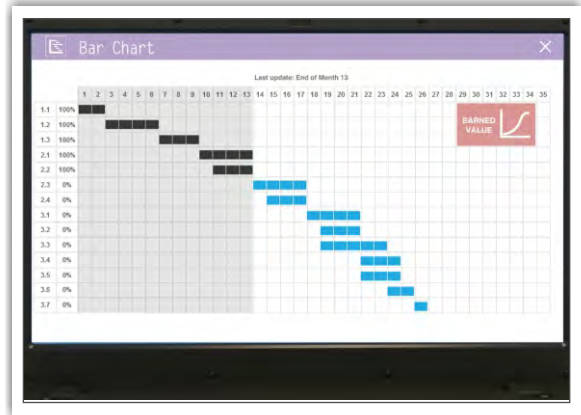 Bar Chart
Last update: End of Month 13
1 2 3 4 5 6 7 8 9 10 11 12 13 14 15 16 17 18 19 20 21 22 23 24 25 26 27 28 29 30 31 32 33 34 35
1.1 100%
1.2 100%
1.3 100%
2.1 100%
2.2 100%
2.3 0%
2.4 0%
3.1 0%
3.2 0%
3.3 0%
3.4 0%
3.5 0%
3.6 0%
3.7 0%
EARNED
VALUE